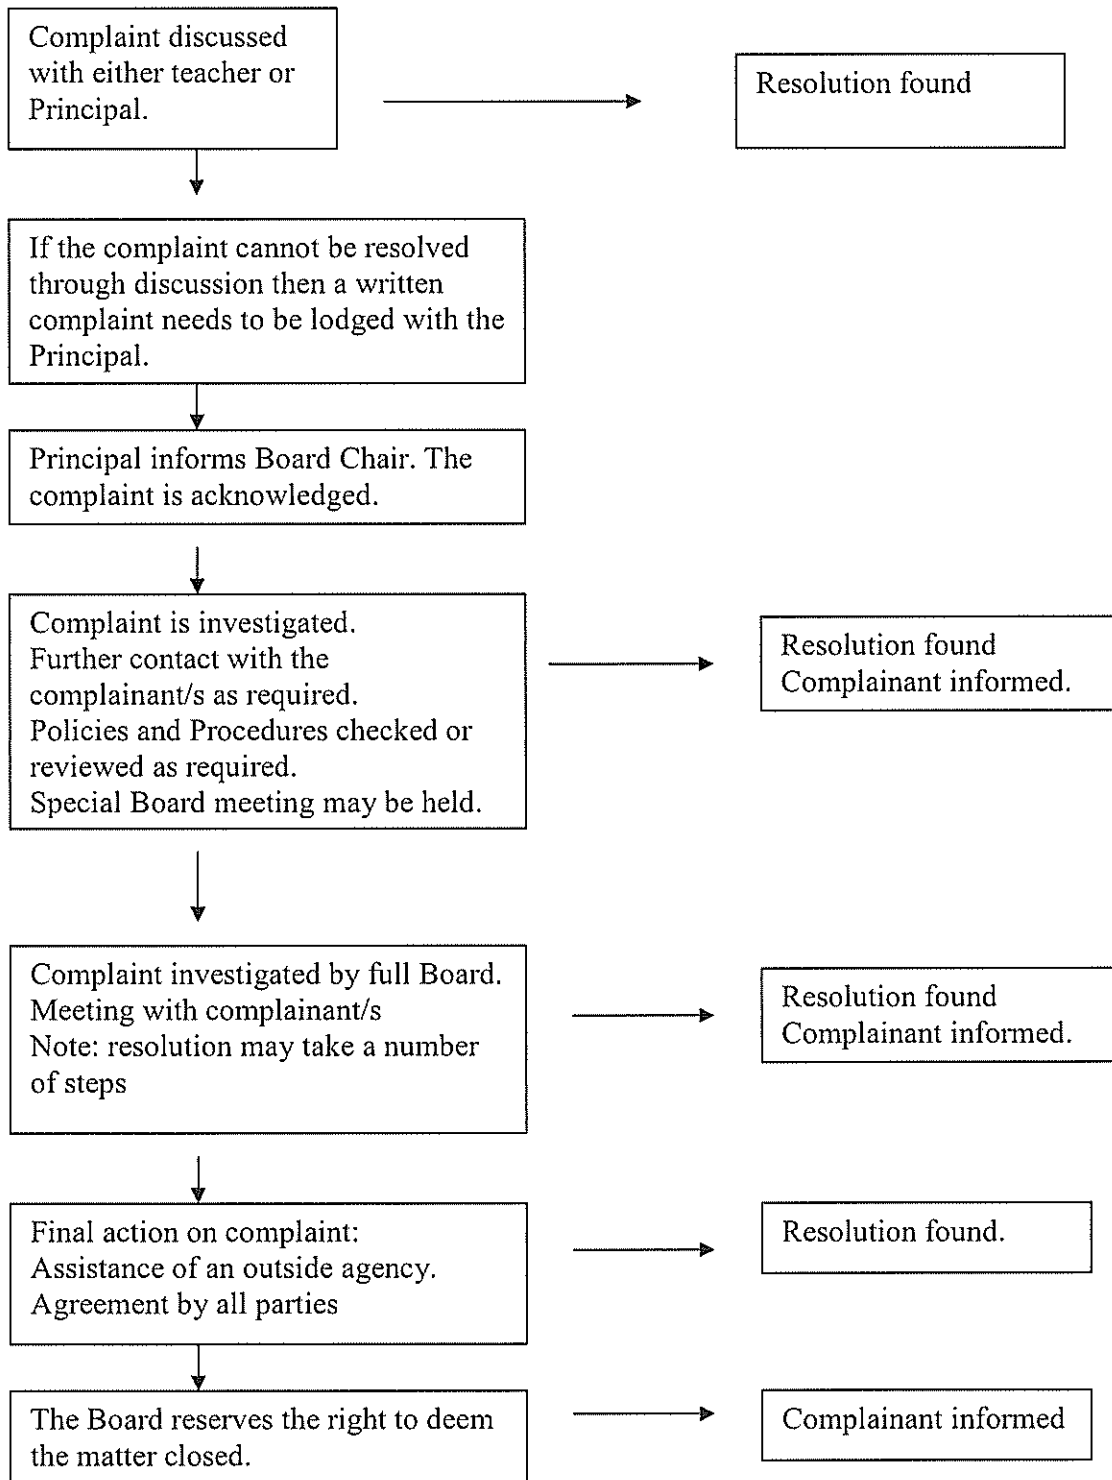 Complaint discussed
with either teacher or
Principal.
Resolution found
If the complaint cannot be resolved
through discussion then a written
complaint needs to be lodged with the
Principal.
Principal informs Board Chair. The
complaint is acknowledged.
Complaint is investigated.
Further contact with the
complainant/s as required.
Policies and Procedures checked or
reviewed as required.
Special Board meeting may be held.
Resolution found
Complainant informed.
Complaint investigated by full Board.
Meeting with complainant/s
Note: resolution may take a number
of steps
Resolution found
Complainant informed.
Final action on complaint:
Assistance of an outside agency.
Agreement by all parties
Resolution found.
The Board reserves the right to deem
the matter closed.
Complainant informed